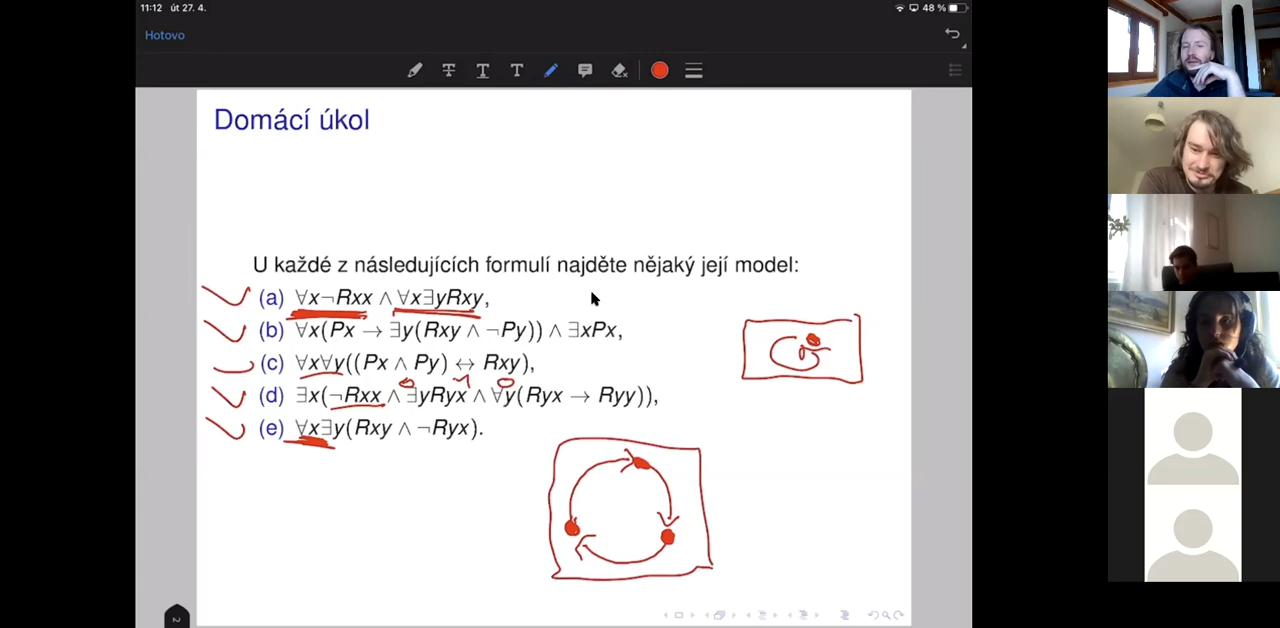 11:12 út 27. 4.
48 %
Hotovo
T T T
Domácí úkol
U každé z následujících formulí najděte nějaký její model:
(a) ∀x¬Rxx ∧ ∀x∃yRxy,
(b) ∀x(Px → ∃y(Rxy ∧ ¬Py)) ∧ ∃xPx,
(c) ∀x∀y((Px ∧ Py) ↔ Rxy),
(d) ∃x(¬Rxx ∧ ∃yRyx ∧ ∀y(Ryx → Ryy)),
(e) ∀x∃y(Rxy ∧ ¬Ryx).
2